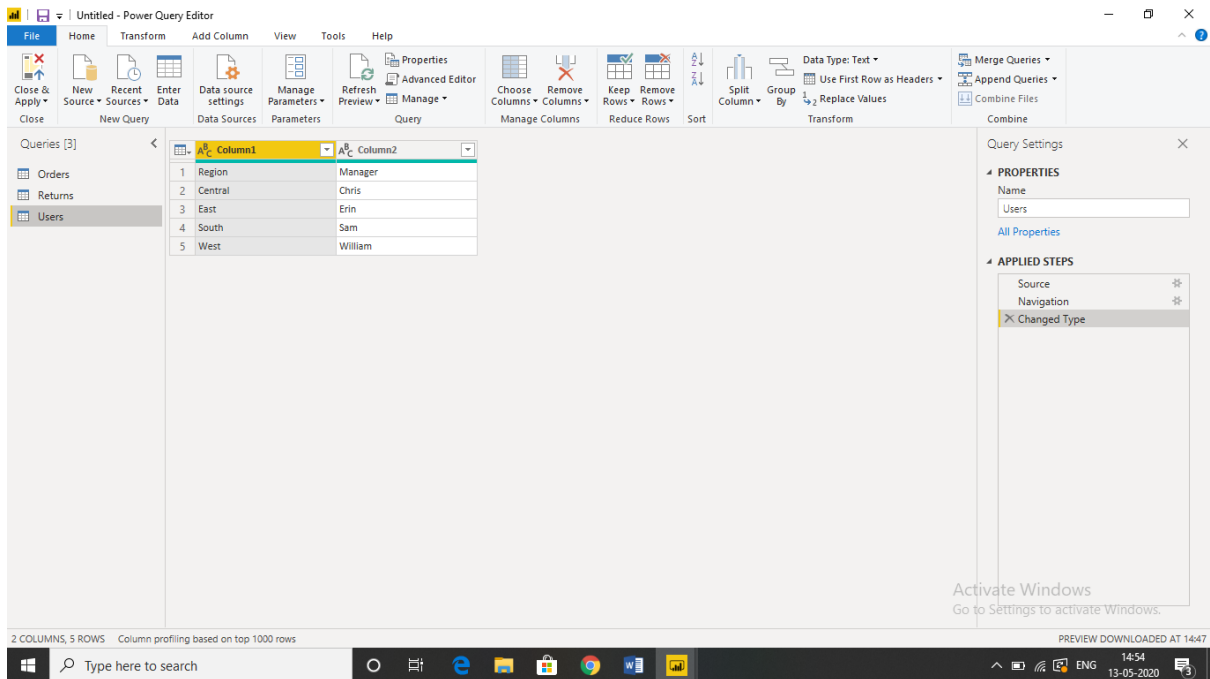 Untitled - Power Query Editor
File Home Transform Add Column View Tools Help
Close & Apply
New Source
Recent Sources
Enter Data
Data source settings
Manage Parameters
Refresh Preview
Properties
Advanced Editor
Manage
Choose Columns
Remove Columns
Keep Rows
Remove Rows
Split Column
Group By
Data Type: Text
Use First Row as Headers
1 2 Replace Values
Merge Queries
Append Queries
Combine Files
Close New Query Data Sources Parameters Query Manage Columns Reduce Rows Sort Transform Combine
Queries [3]
Orders
Returns
Users
ABC Column1 ABC Column2
1 Region Manager
2 Central Chris
3 East Erin
4 South Sam
5 West William
Query Settings
PROPERTIES
Name
Users
All Properties
APPLIED STEPS
Source
Navigation
Changed Type
Activate Windows
Go to Settings to activate Windows.
2 COLUMNS, 5 ROWS Column profiling based on top 1000 rows PREVIEW DOWNLOADED AT 14:47
Type here to search
ENG
14:54
13-05-2020
3